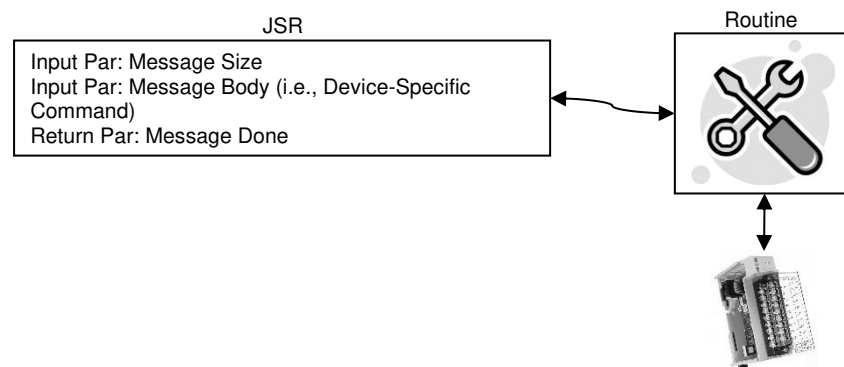 JSR
Input Par: Message Size
Input Par: Message Body (i.e., Device-Specific
Command)
Return Par: Message Done
Routine